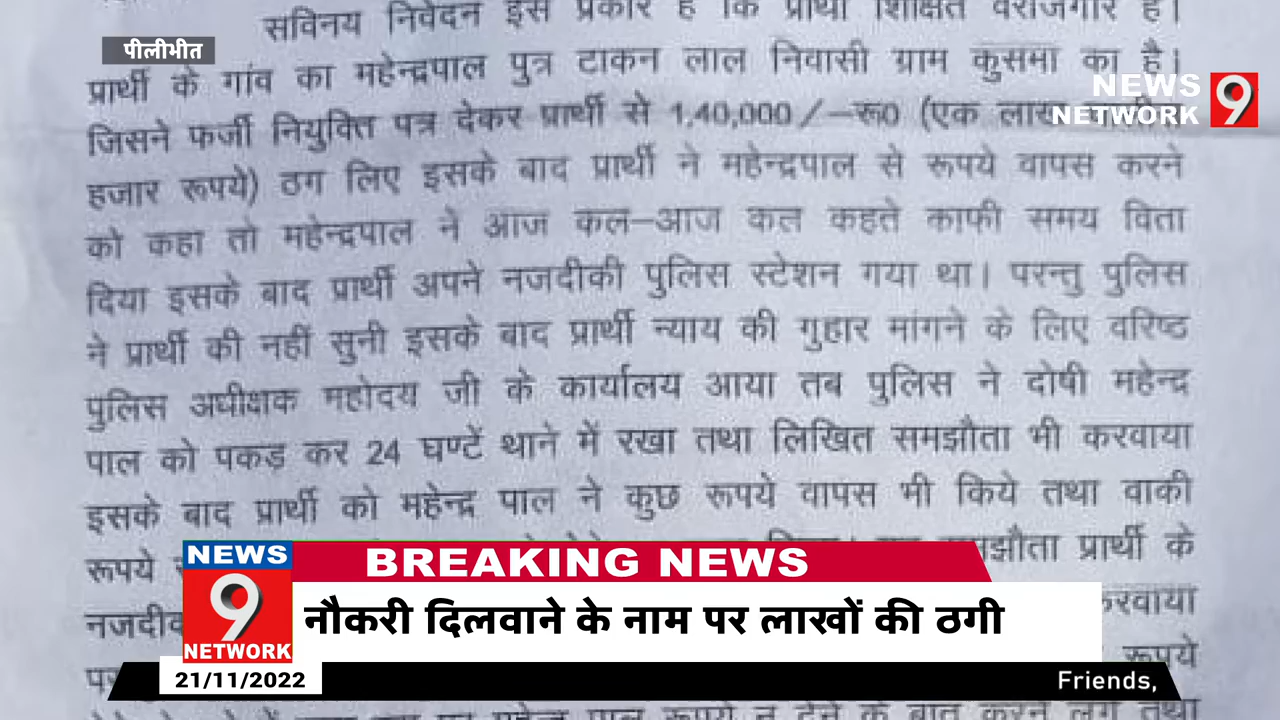 सविनय निवेदन इस प्रकार है कि प्रार्थी शिक्षित वेरोजगार है।
पीलीभीत
प्रार्थी के गांव का महेन्द्रपाल पुत्र टाकन लाल निवासी ग्राम कुसमा का है।
NEWS 9 NETWORK
जिसने फर्जी नियुक्ति पत्र देकर प्रार्थी से 1,40,000/–रू0 (एक लाख
हजार रूपये) ठग लिए इसके बाद प्रार्थी ने महेन्द्रपाल से रूपये वापस करने
को कहा तो महेन्द्रपाल ने आज कल–आज कल कहते काफी समय विता
दिया इसके बाद प्रार्थी अपने नजदीकी पुलिस स्टेशन गया था। परन्तु पुलिस
ने प्रार्थी की नहीं सुनी इसके बाद प्रार्थी न्याय की गुहार मांगने के लिए वरिष्ठ
पुलिस अधीक्षक महोदय जी के कार्यालय आया तब पुलिस ने दोषी महेन्द्र
पाल को पकड़ कर 24 घण्टें थाने में रखा तथा लिखित समझौता भी करवाया
इसके बाद प्रार्थी को महेन्द्र पाल ने कुछ रूपये वापस भी किये तथा वाकी
रूपये समझौता प्रार्थी के
NEWS 9 NETWORK
BREAKING NEWS
नौकरी दिलवाने के नाम पर लाखों की ठगी
करवाया
रूपये
21/11/2022
Friends,